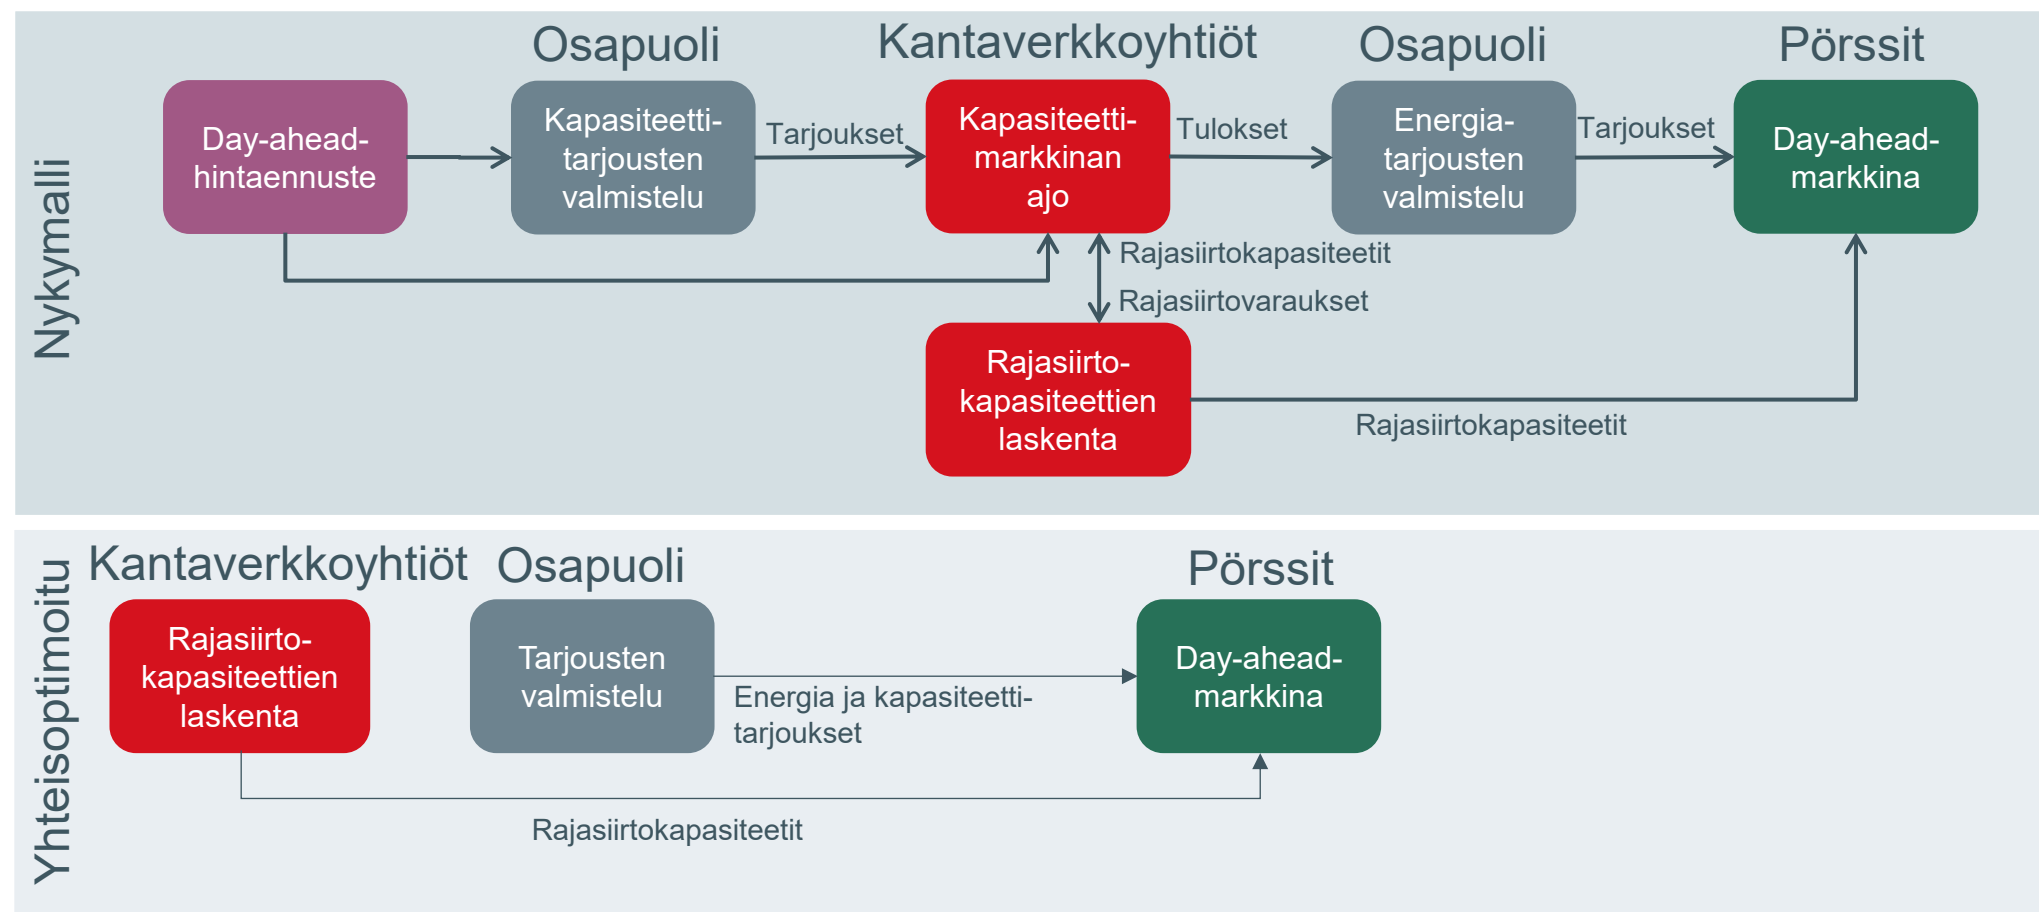 Nykymalli
Osapuoli
Kantaverkkoyhtiöt
Osapuoli
Pörssit
Day-ahead-
hintaennuste
Kapasiteetti-
tarjousten
valmistelu
Tarjoukset
Kapasiteetti-
markkinan
ajo
Tulokset
Energia-
tarjousten
valmistelu
Tarjoukset
Day-ahead-
markkina
Rajasiirtokapasiteetit
Rajasiirtovaraukset
Rajasiirto-
kapasiteettien
laskenta
Rajasiirtokapasiteetit
Yhteisoptimoitu
Kantaverkkoyhtiöt
Osapuoli
Pörssit
Rajasiirto-
kapasiteettien
laskenta
Tarjousten
valmistelu
Energia ja kapasiteetti-
tarjoukset
Day-ahead-
markkina
Rajasiirtokapasiteetit